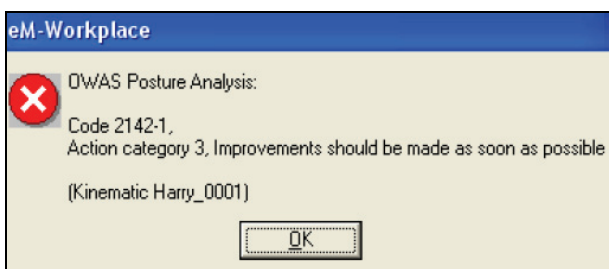 eM-Workplace
OWAS Posture Analysis:
Code 2142-1,
Action category 3, Improvements should be made as soon as possible
(Kinematic Harry_0001)
OK